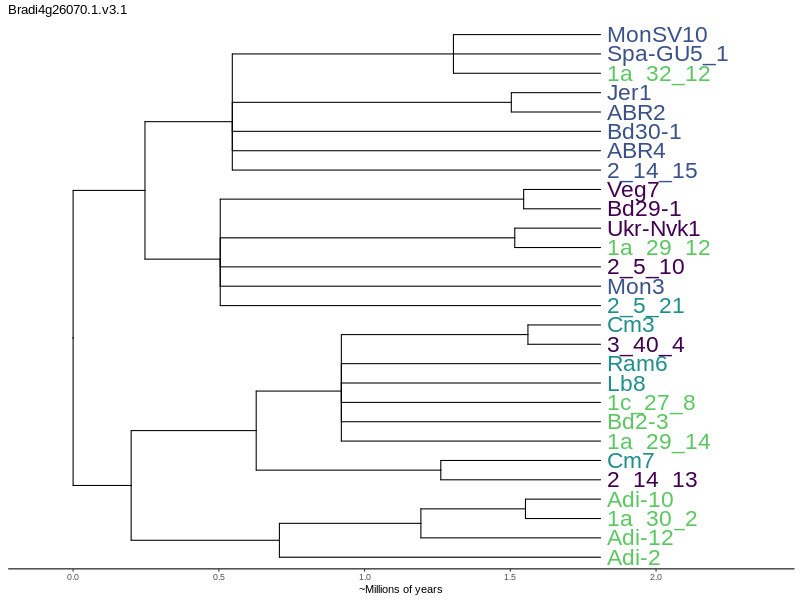 Bradi4g26070.1.v3.1
MonSV10
Spa-GU5_1
1a_32_12
Jer1
ABR2
Bd30-1
ABR4
2_14_15
Veg7
Bd29-1
Ukr-Nvk1
1a_29_12
2_5_10
Mon3
2_5_21
Cm3
3_40_4
Ram6
Lb8
1c_27_8
Bd2-3
1a_29_14
Cm7
2_14_13
Adi-10
1a_30_2
Adi-12
Adi-2
0.0 0.5 1.0 1.5 2.0
~Millions of years